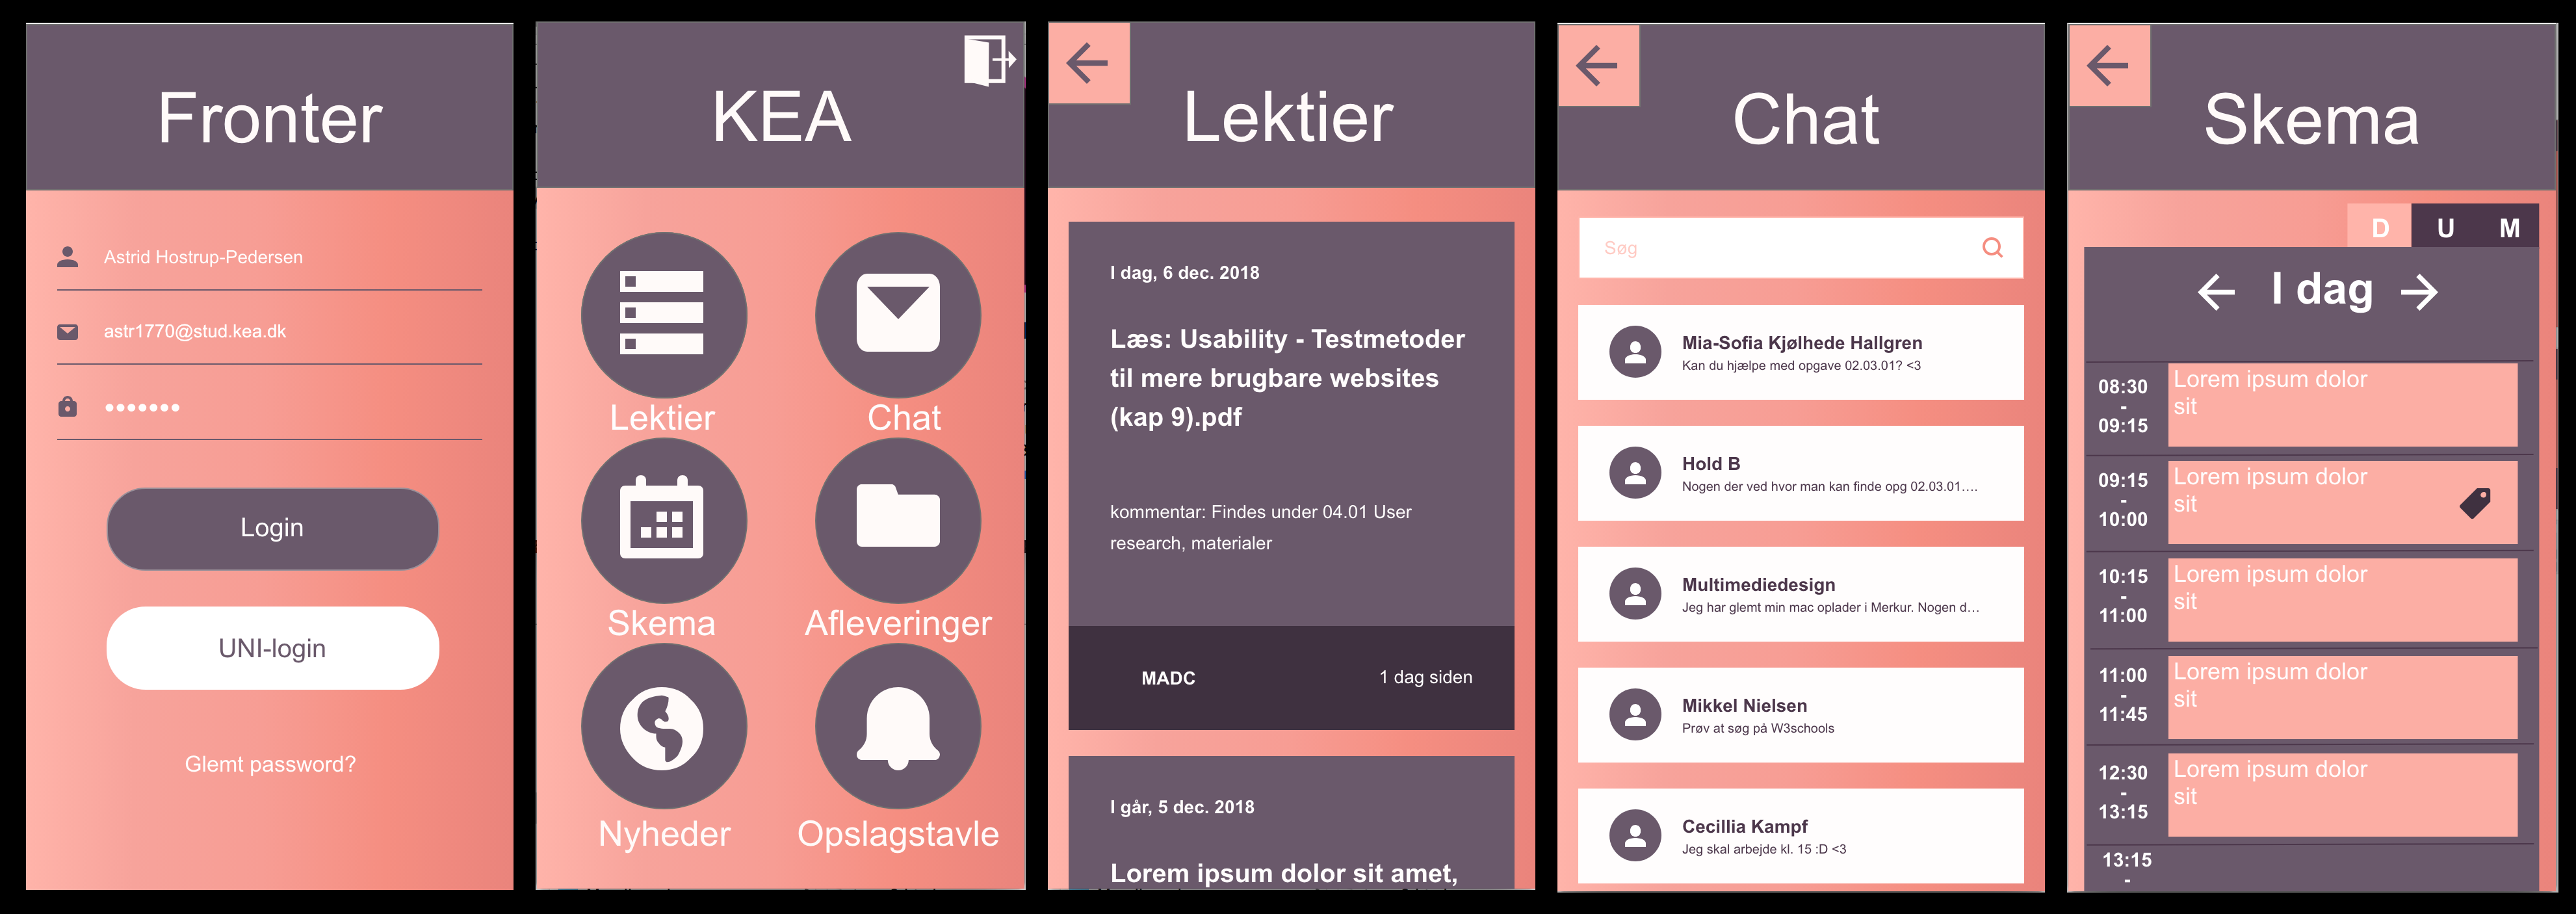 Fronter
Astrid Hostrup-Pedersen
astr1770@stud.kea.dk
Login
UNI-login
Glemt password?
KEA
Lektier
Chat
Skema
Afleveringer
Nyheder
Opslagstavle
Lektier
I dag, 6 dec. 2018
Læs: Usability - Testmetoder
til mere brugbare websites
(kap 9).pdf
kommentar: Findes under 04.01 User
research, materialer
MADC
1 dag siden
I går, 5 dec. 2018
Lorem ipsum dolor sit amet,
Chat
Søg
Mia-Sofia Kjølhede Hallgren
Kan du hjælpe med opgave 02.03.01? <3
Hold B
Nogen der ved hvor man kan finde opg 02.03.01....
Multimediedesign
Jeg har glemt min mac oplader i Merkur. Nogen d...
Mikkel Nielsen
Prøv at søg på W3schools
Cecillia Kampf
Jeg skal arbejde kl. 15 :D <3
Skema
D U M
I dag
08:30
-
09:15
Lorem ipsum dolor
sit
09:15
-
10:00
Lorem ipsum dolor
sit
10:15
-
11:00
Lorem ipsum dolor
sit
11:00
-
11:45
Lorem ipsum dolor
sit
12:30
-
13:15
Lorem ipsum dolor
sit
13:15
-